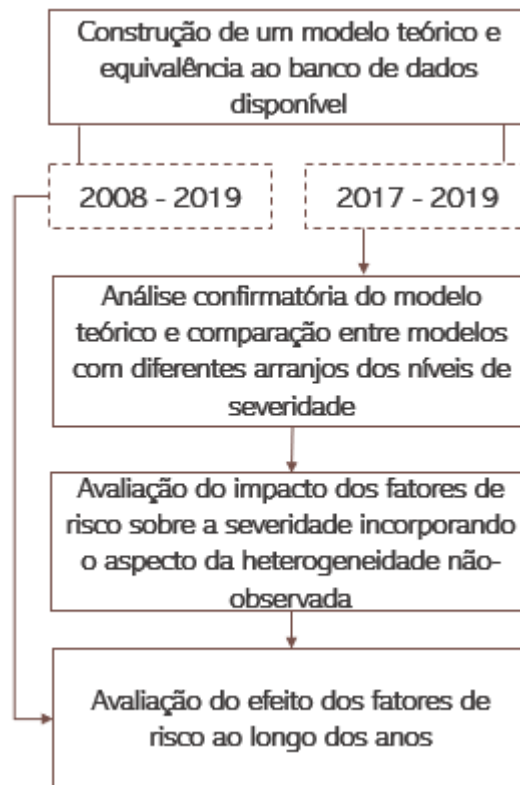 Construção de um modelo teórico e
equivalência ao banco de dados
disponível
2008 - 2019
2017 - 2019
Análise confirmatória do modelo
teórico e comparação entre modelos
com diferentes arranjos dos níveis de
severidade
Avaliação do impacto dos fatores de
risco sobre a severidade incorporando
o aspecto da heterogeneidade não-
observada
Avaliação do efeito dos fatores de
risco ao longo dos anos